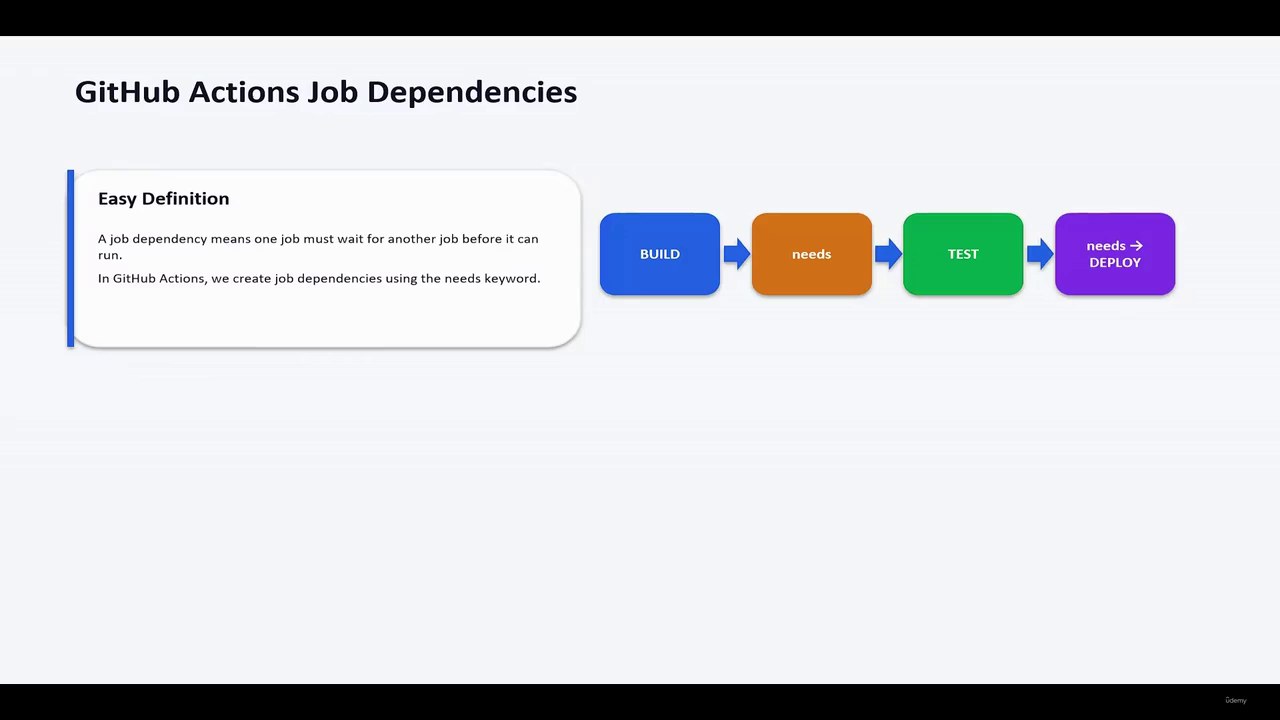 GitHub Actions Job Dependencies
Easy Definition
A job dependency means one job must wait for another job before it can
run.
In GitHub Actions, we create job dependencies using the needs keyword.
BUILD
needs
TEST
needs →
DEPLOY
ûdemy